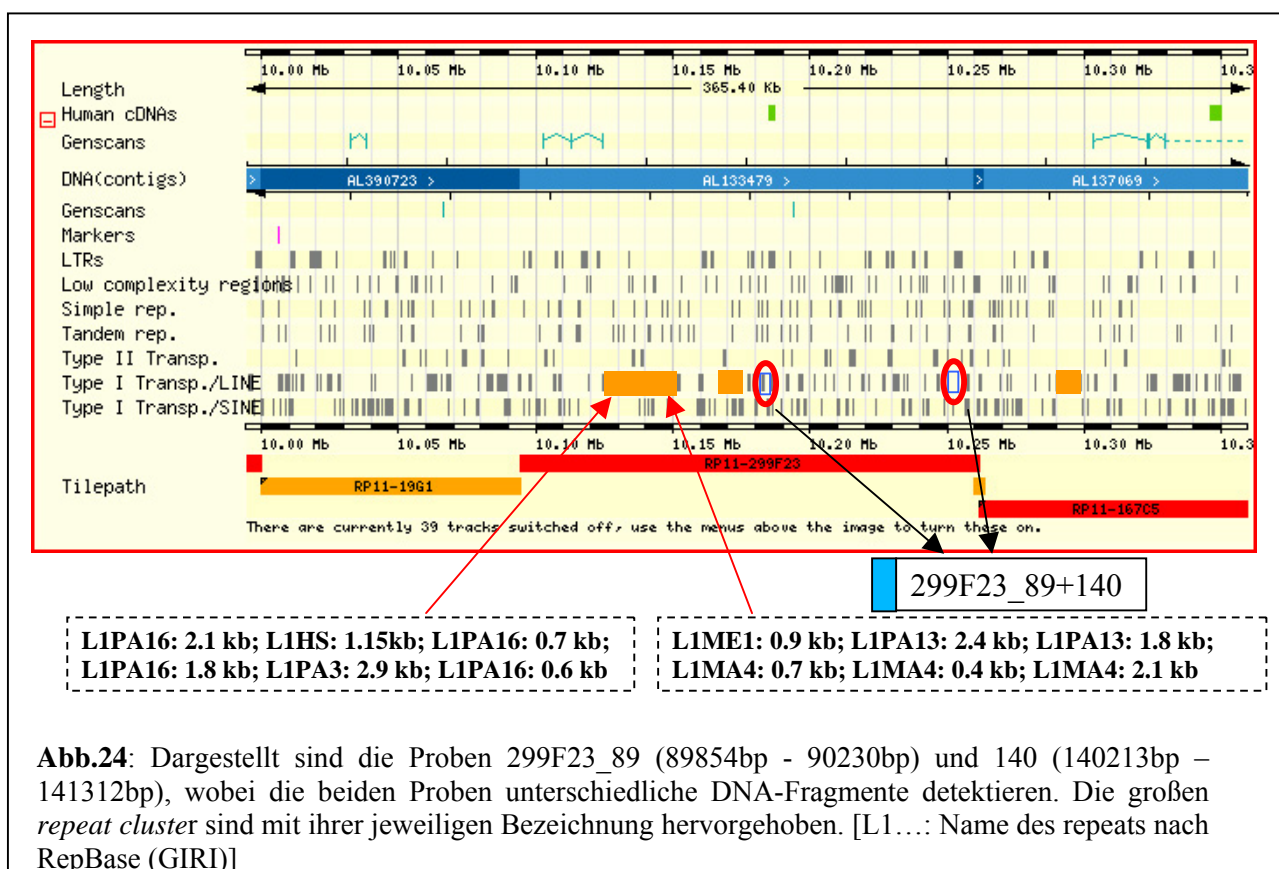 10.00 Mb 10.05 Mb 10.10 Mb 10.15 Mb 10.20 Mb 10.25 Mb 10.30 Mb 10.3
Length 365.40 Kb
Human cDNAs
Genscans
DNA(contigs) > AL390723 > AL133479 > > AL137069 >
Genscans
Markers
LTRs
Low complexity regions
Simple rep.
Tandem rep.
Type II Transp.
Type I Transp./LINE
Type I Transp./SINE
10.00 Mb 10.05 Mb 10.10 Mb 10.15 Mb 10.20 Mb 10.25 Mb 10.30 Mb 10.3
RP11-299F23
Tilepath RP11-19G1
RP11-167C5
There are currently 39 tracks switched off, use the menus above the image to turn these on.
299F23_89+140
L1PA16: 2.1 kb; L1HS: 1.15kb; L1PA16: 0.7 kb;
L1PA16: 1.8 kb; L1PA3: 2.9 kb; L1PA16: 0.6 kb
L1ME1: 0.9 kb; L1PA13: 2.4 kb; L1PA13: 1.8 kb;
L1MA4: 0.7 kb; L1MA4: 0.4 kb; L1MA4: 2.1 kb
Abb.24: Dargestellt sind die Proben 299F23_89 (89854bp - 90230bp) und 140 (140213bp –
141312bp), wobei die beiden Proben unterschiedliche DNA-Fragmente detektieren. Die großen
repeat cluster sind mit ihrer jeweiligen Bezeichnung hervorgehoben. [L1…: Name des repeats nach
RepBase (GIRI)]